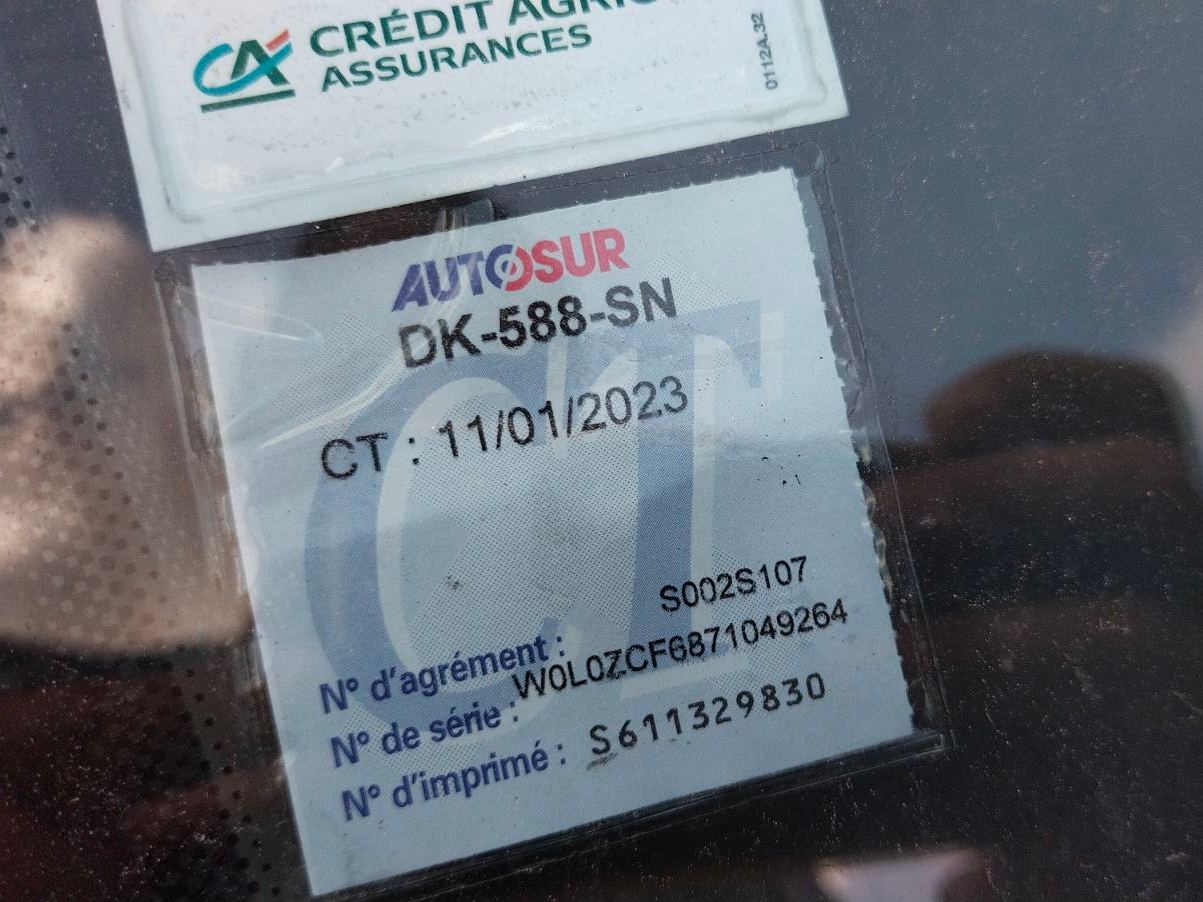 CA CRÉDIT
ASSURANCES
0112A.32
AUTOSUR
DK-588-SN
CT : 11/01/2023
CT
S002S107
N° d'agrément :
W0L0ZCF6871049264
N° de série :
N° d'imprimé : S611329830